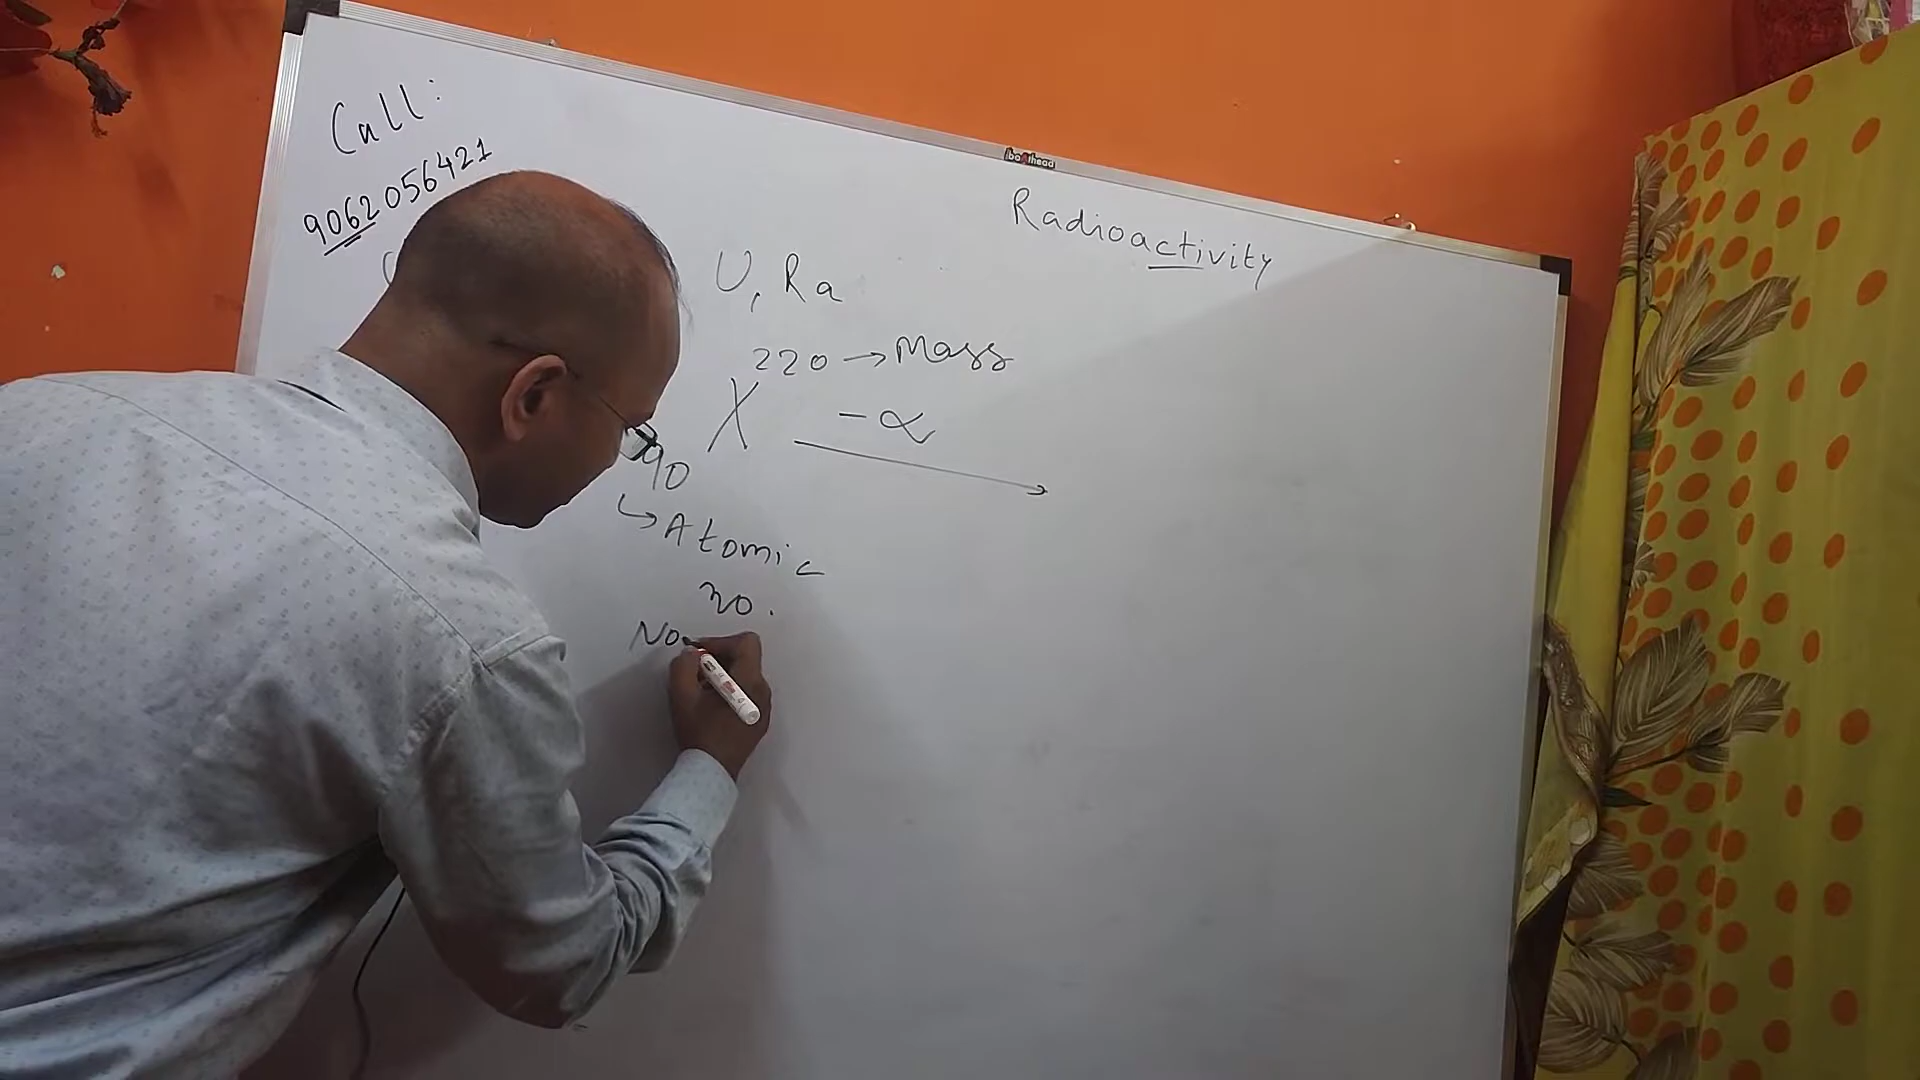 Call:
9062056421
Radioactivity
U, Ra
220 → Mass
X - α
90
↳ Atomic
no.
No